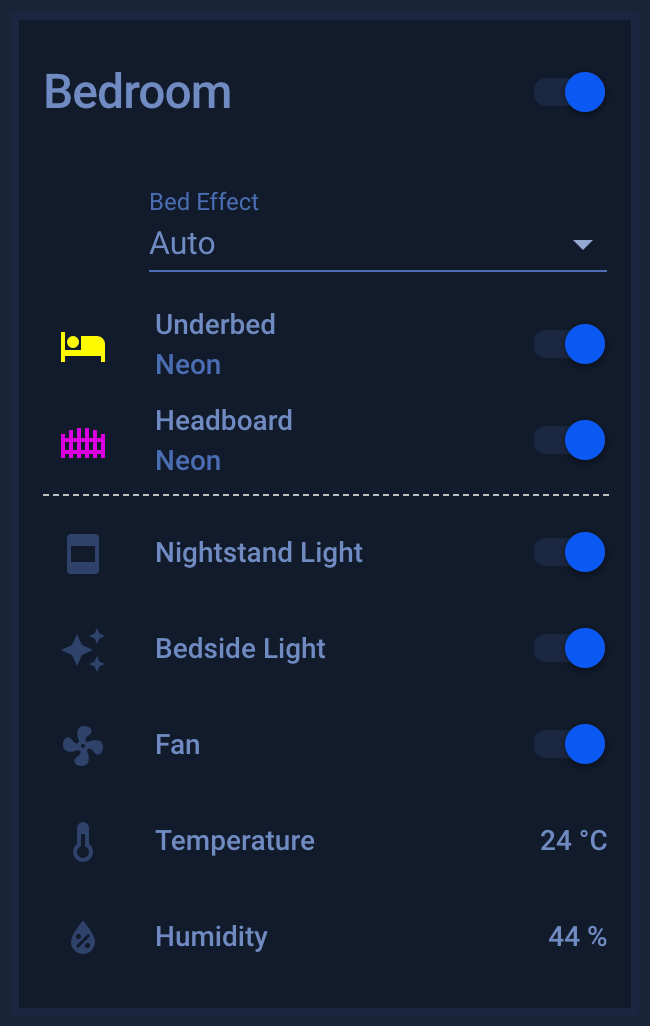 Bedroom
Bed Effect
Auto
Underbed
Neon
Headboard
Neon
Nightstand Light
Bedside Light
Fan
Temperature 24 °C
Humidity 44 %